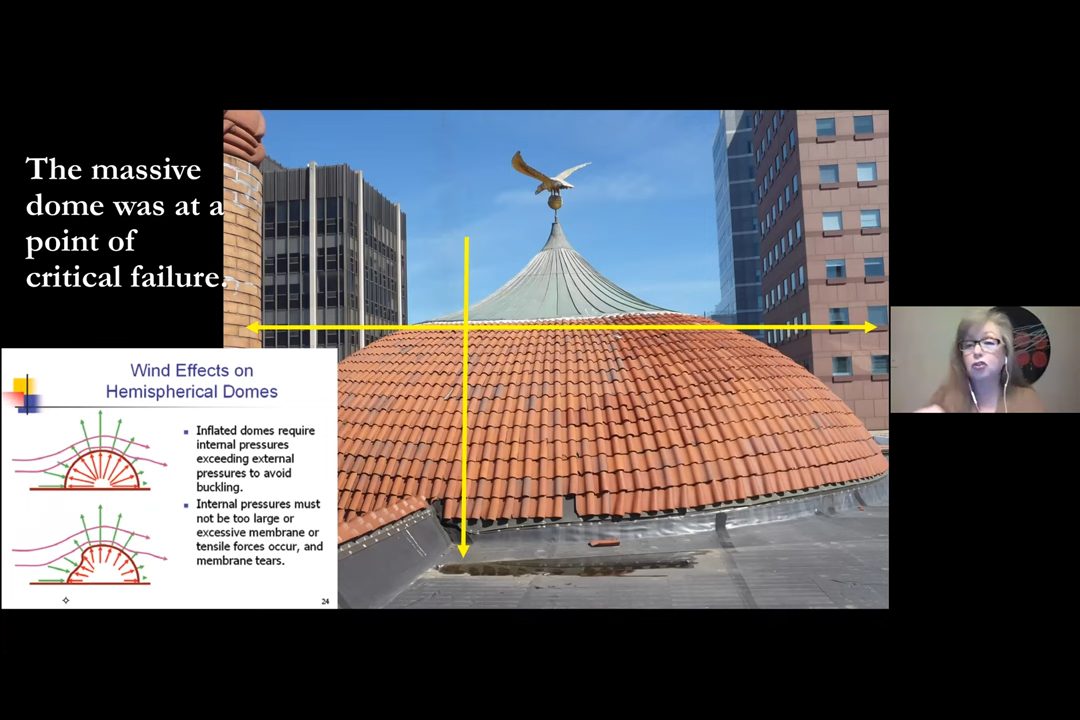 The massive
dome was at a
point of
critical failure.
Wind Effects on
Hemispherical Domes
Inflated domes require
internal pressures
exceeding external
pressures to avoid
buckling.
Internal pressures must
not be too large or
excessive membrane or
tensile forces occur, and
membrane tears.
24